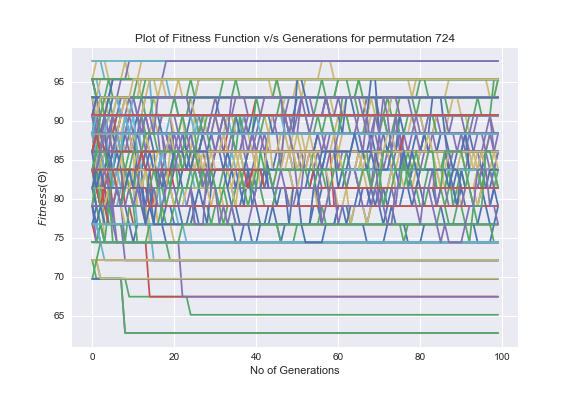 Plot of Fitness Function v/s Generations for permutation 724
Fitness(Θ)
95
90
85
80
75
70
65
0 20 40 60 80 100
No of Generations